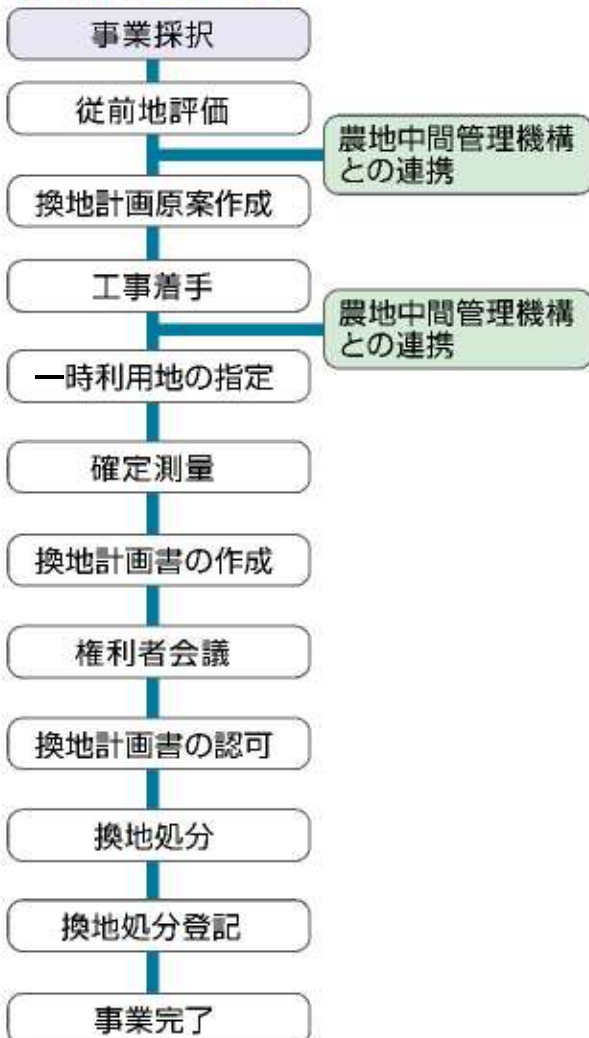 事業採択
従前地評価
農地中間管理機構
との連携
換地計画原案作成
工事着手
農地中間管理機構
との連携
一時利用地の指定
確定測量
換地計画書の作成
権利者会議
換地計画書の認可
換地処分
換地処分登記
事業完了